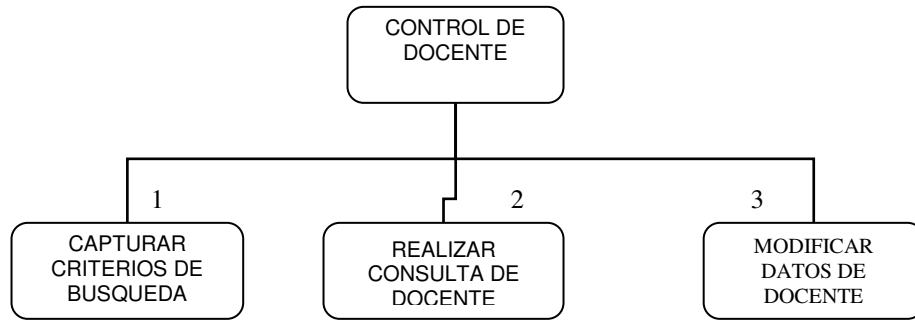 CONTROL DE
DOCENTE
1
2
3
CAPTURAR
CRITERIOS DE
BUSQUEDA
REALIZAR
CONSULTA DE
DOCENTE
MODIFICAR
DATOS DE
DOCENTE